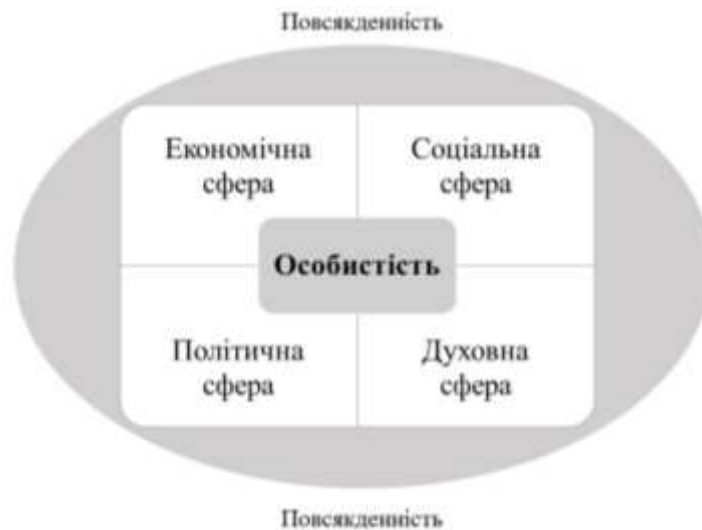 Повсякденність
Економічна
сфера
Соціальна
сфера
Особистість
Політична
сфера
Духовна
сфера
Повсякденність